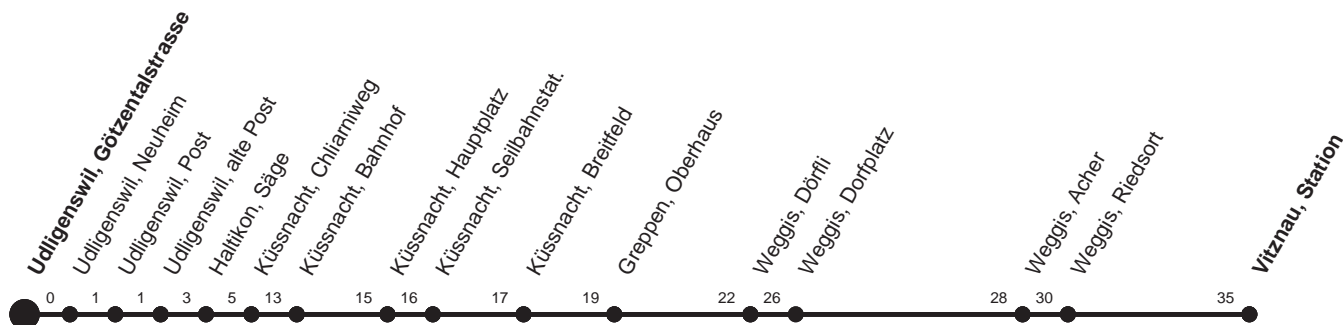 Udligenswil, Götzentalstrasse
Udligenswil, Neuheim
Udligenswil, Post
Udligenswil, alte Post
Haltikon, Säge
Küssnacht, Chliarniweg
Küssnacht, Bahnhof
Küssnacht, Hauptplatz
Küssnacht, Seilbahnstat.
Küssnacht, Breitfeld
Greppen, Oberhaus
Weggis, Dörfli
Weggis, Dorfplatz
Weggis, Acher
Weggis, Riedsort
Vitznau, Station
0 1 1 3 5 13 15 16 17 19 22 26 28 30 35